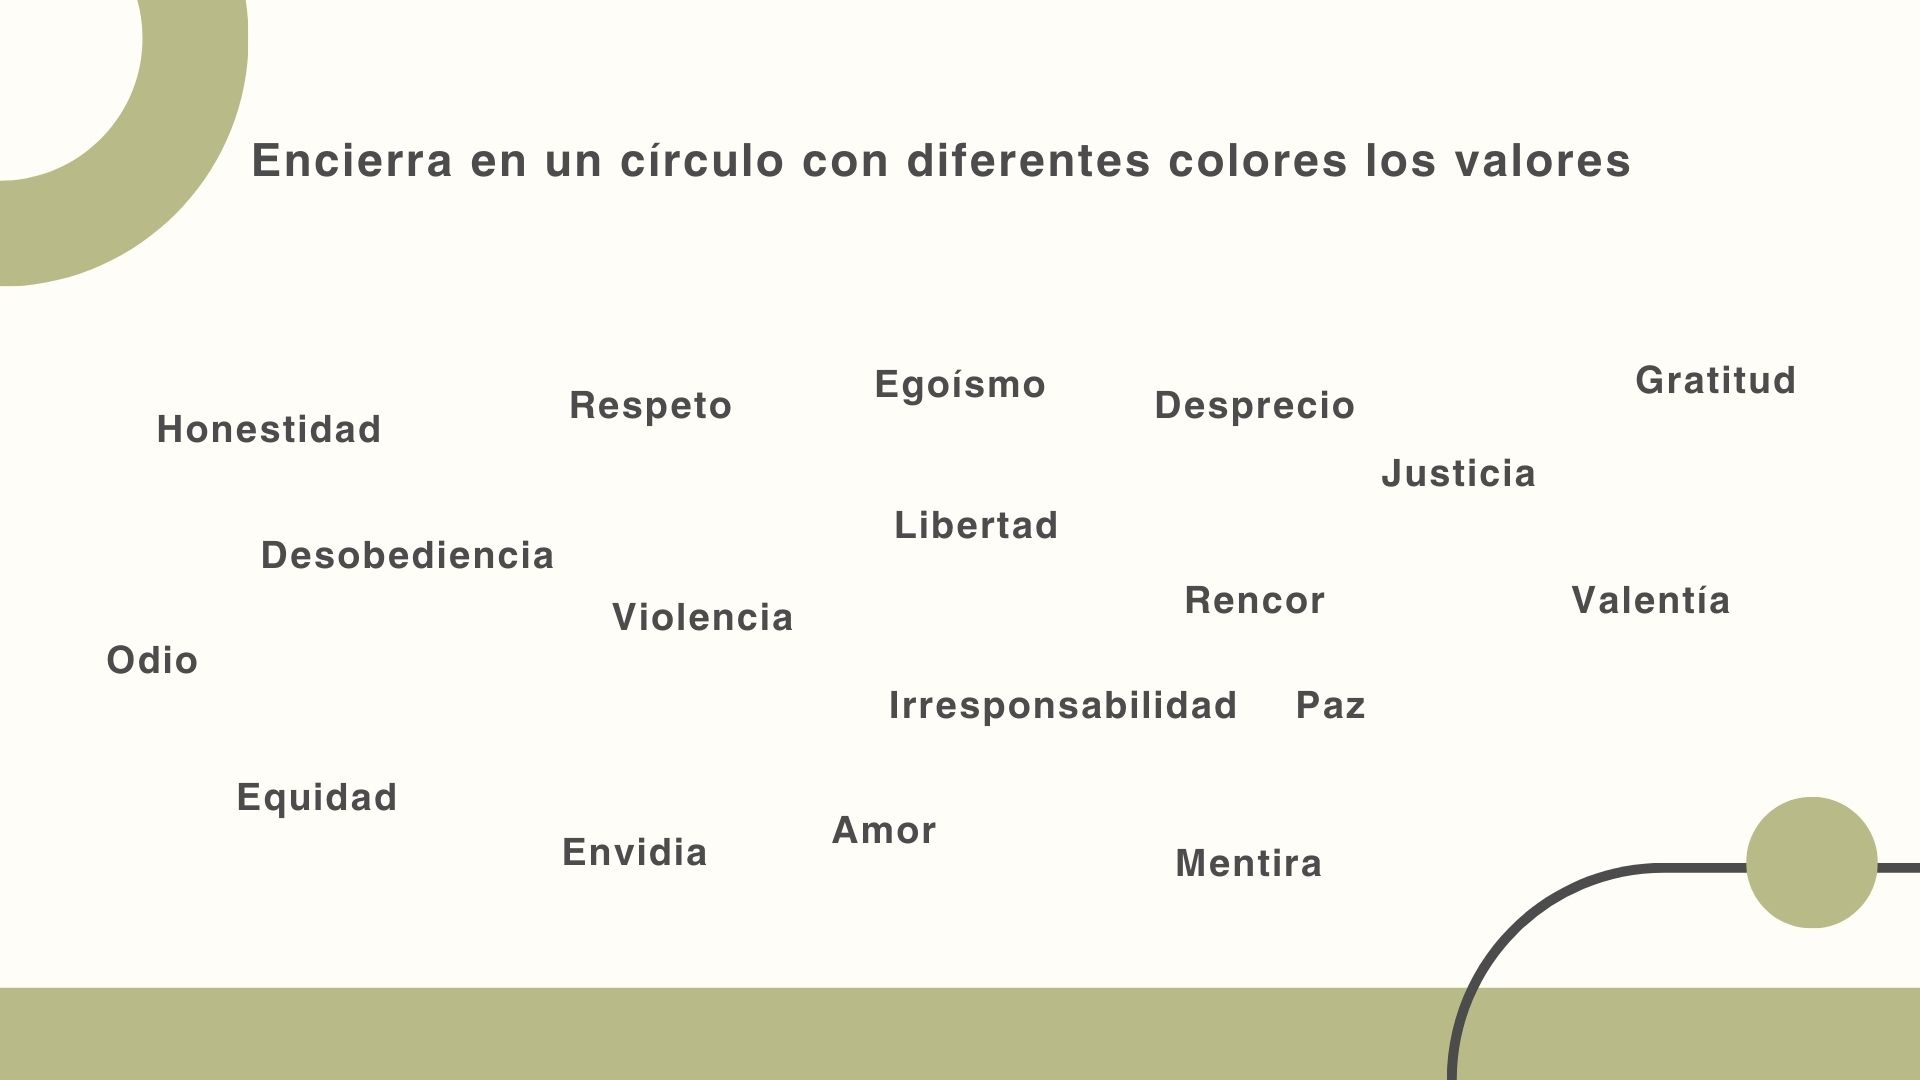 Encierra en un círculo con diferentes colores los valores
Honestidad
Respeto
Egoísmo
Desprecio
Gratitud
Justicia
Libertad
Desobediencia
Violencia
Rencor
Valentía
Odio
Irresponsabilidad
Paz
Equidad
Envidia
Amor
Mentira